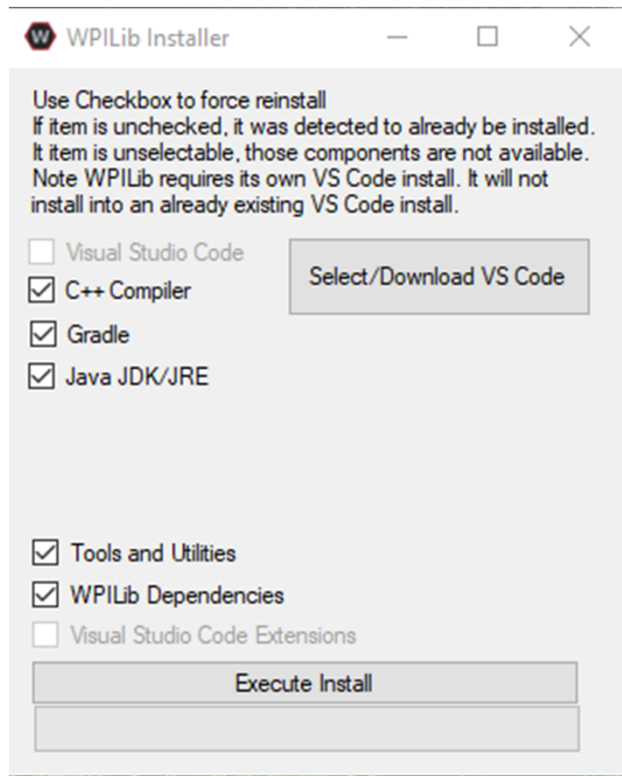 W WPILib Installer
Use Checkbox to force reinstall
If item is unchecked, it was detected to already be installed.
It item is unselectable, those components are not available.
Note WPILib requires its own VS Code install. It will not
install into an already existing VS Code install.
Visual Studio Code
Select/Download VS Code
C++ Compiler
Gradle
Java JDK/JRE
Tools and Utilities
WPILib Dependencies
Visual Studio Code Extensions
Execute Install